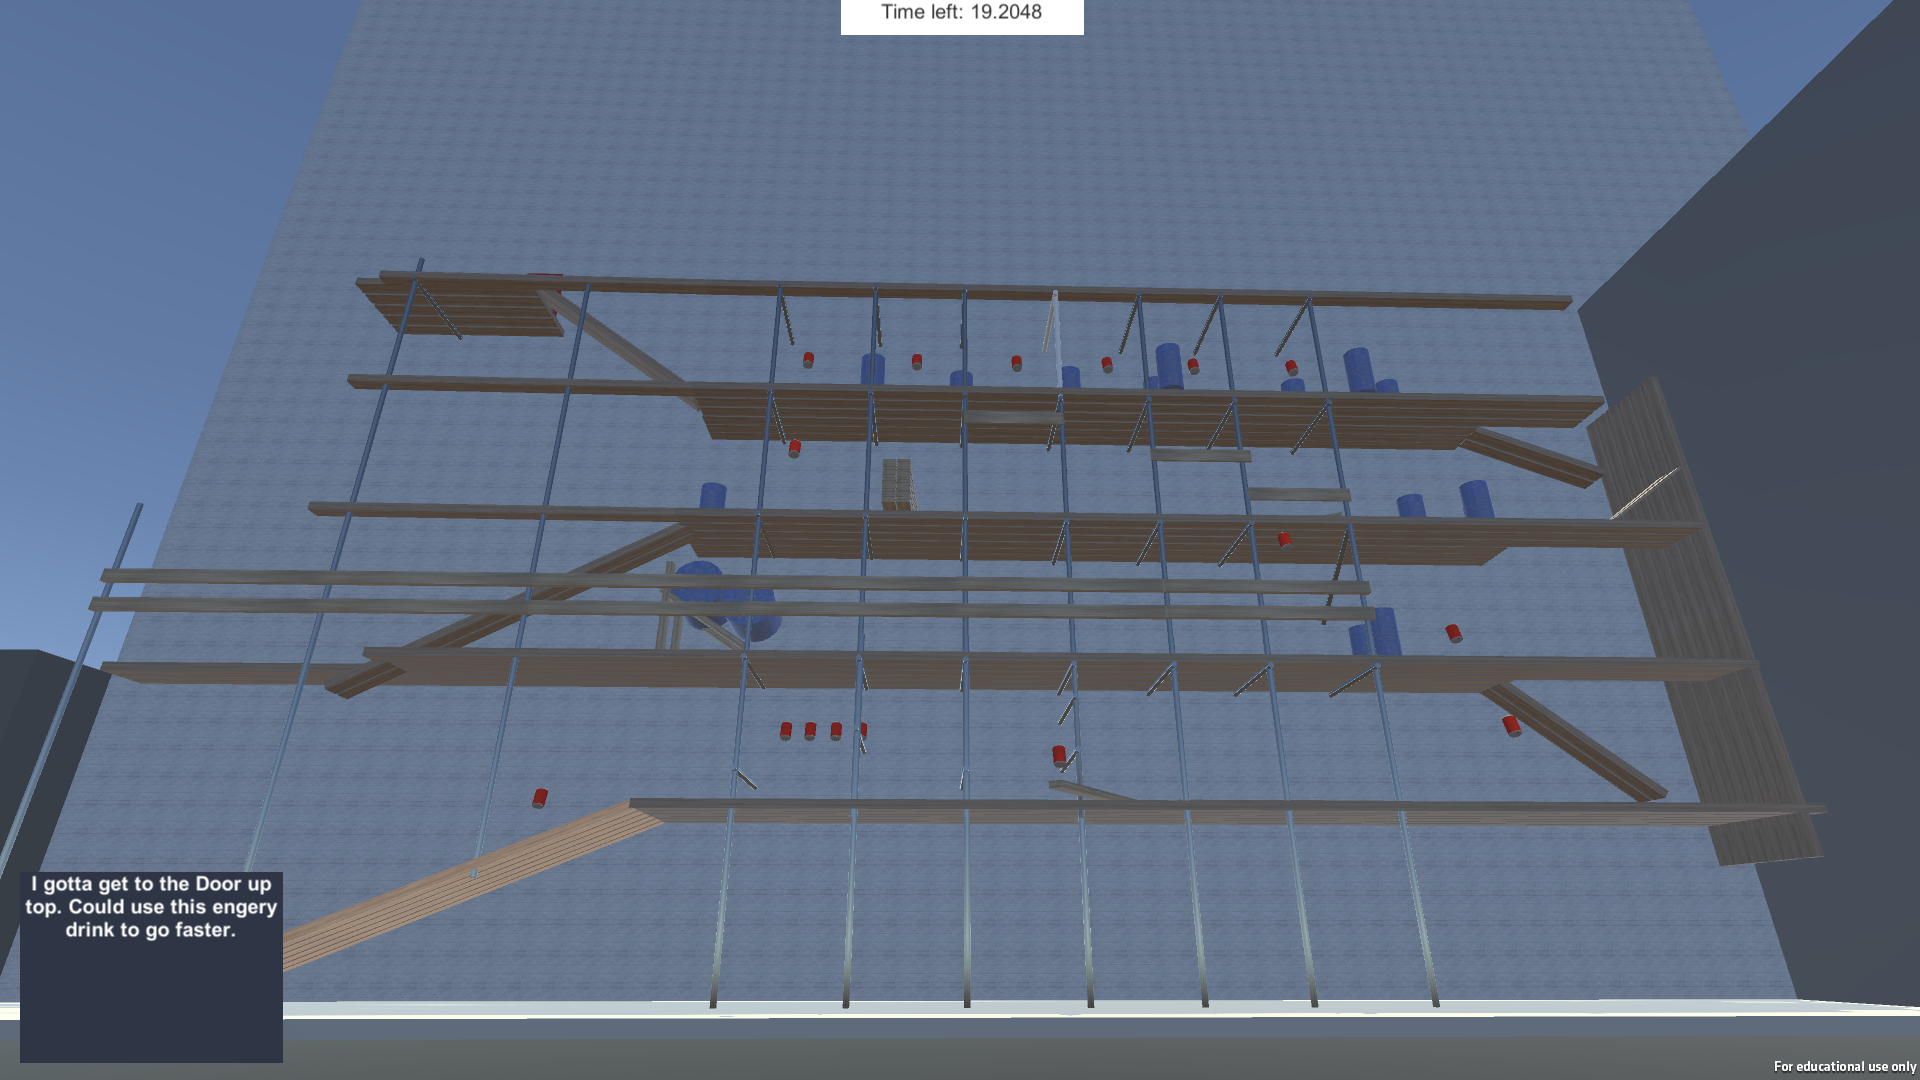 Time left: 19.2048
I gotta get to the Door up
top. Could use this engery
drink to go faster.
For educational use only